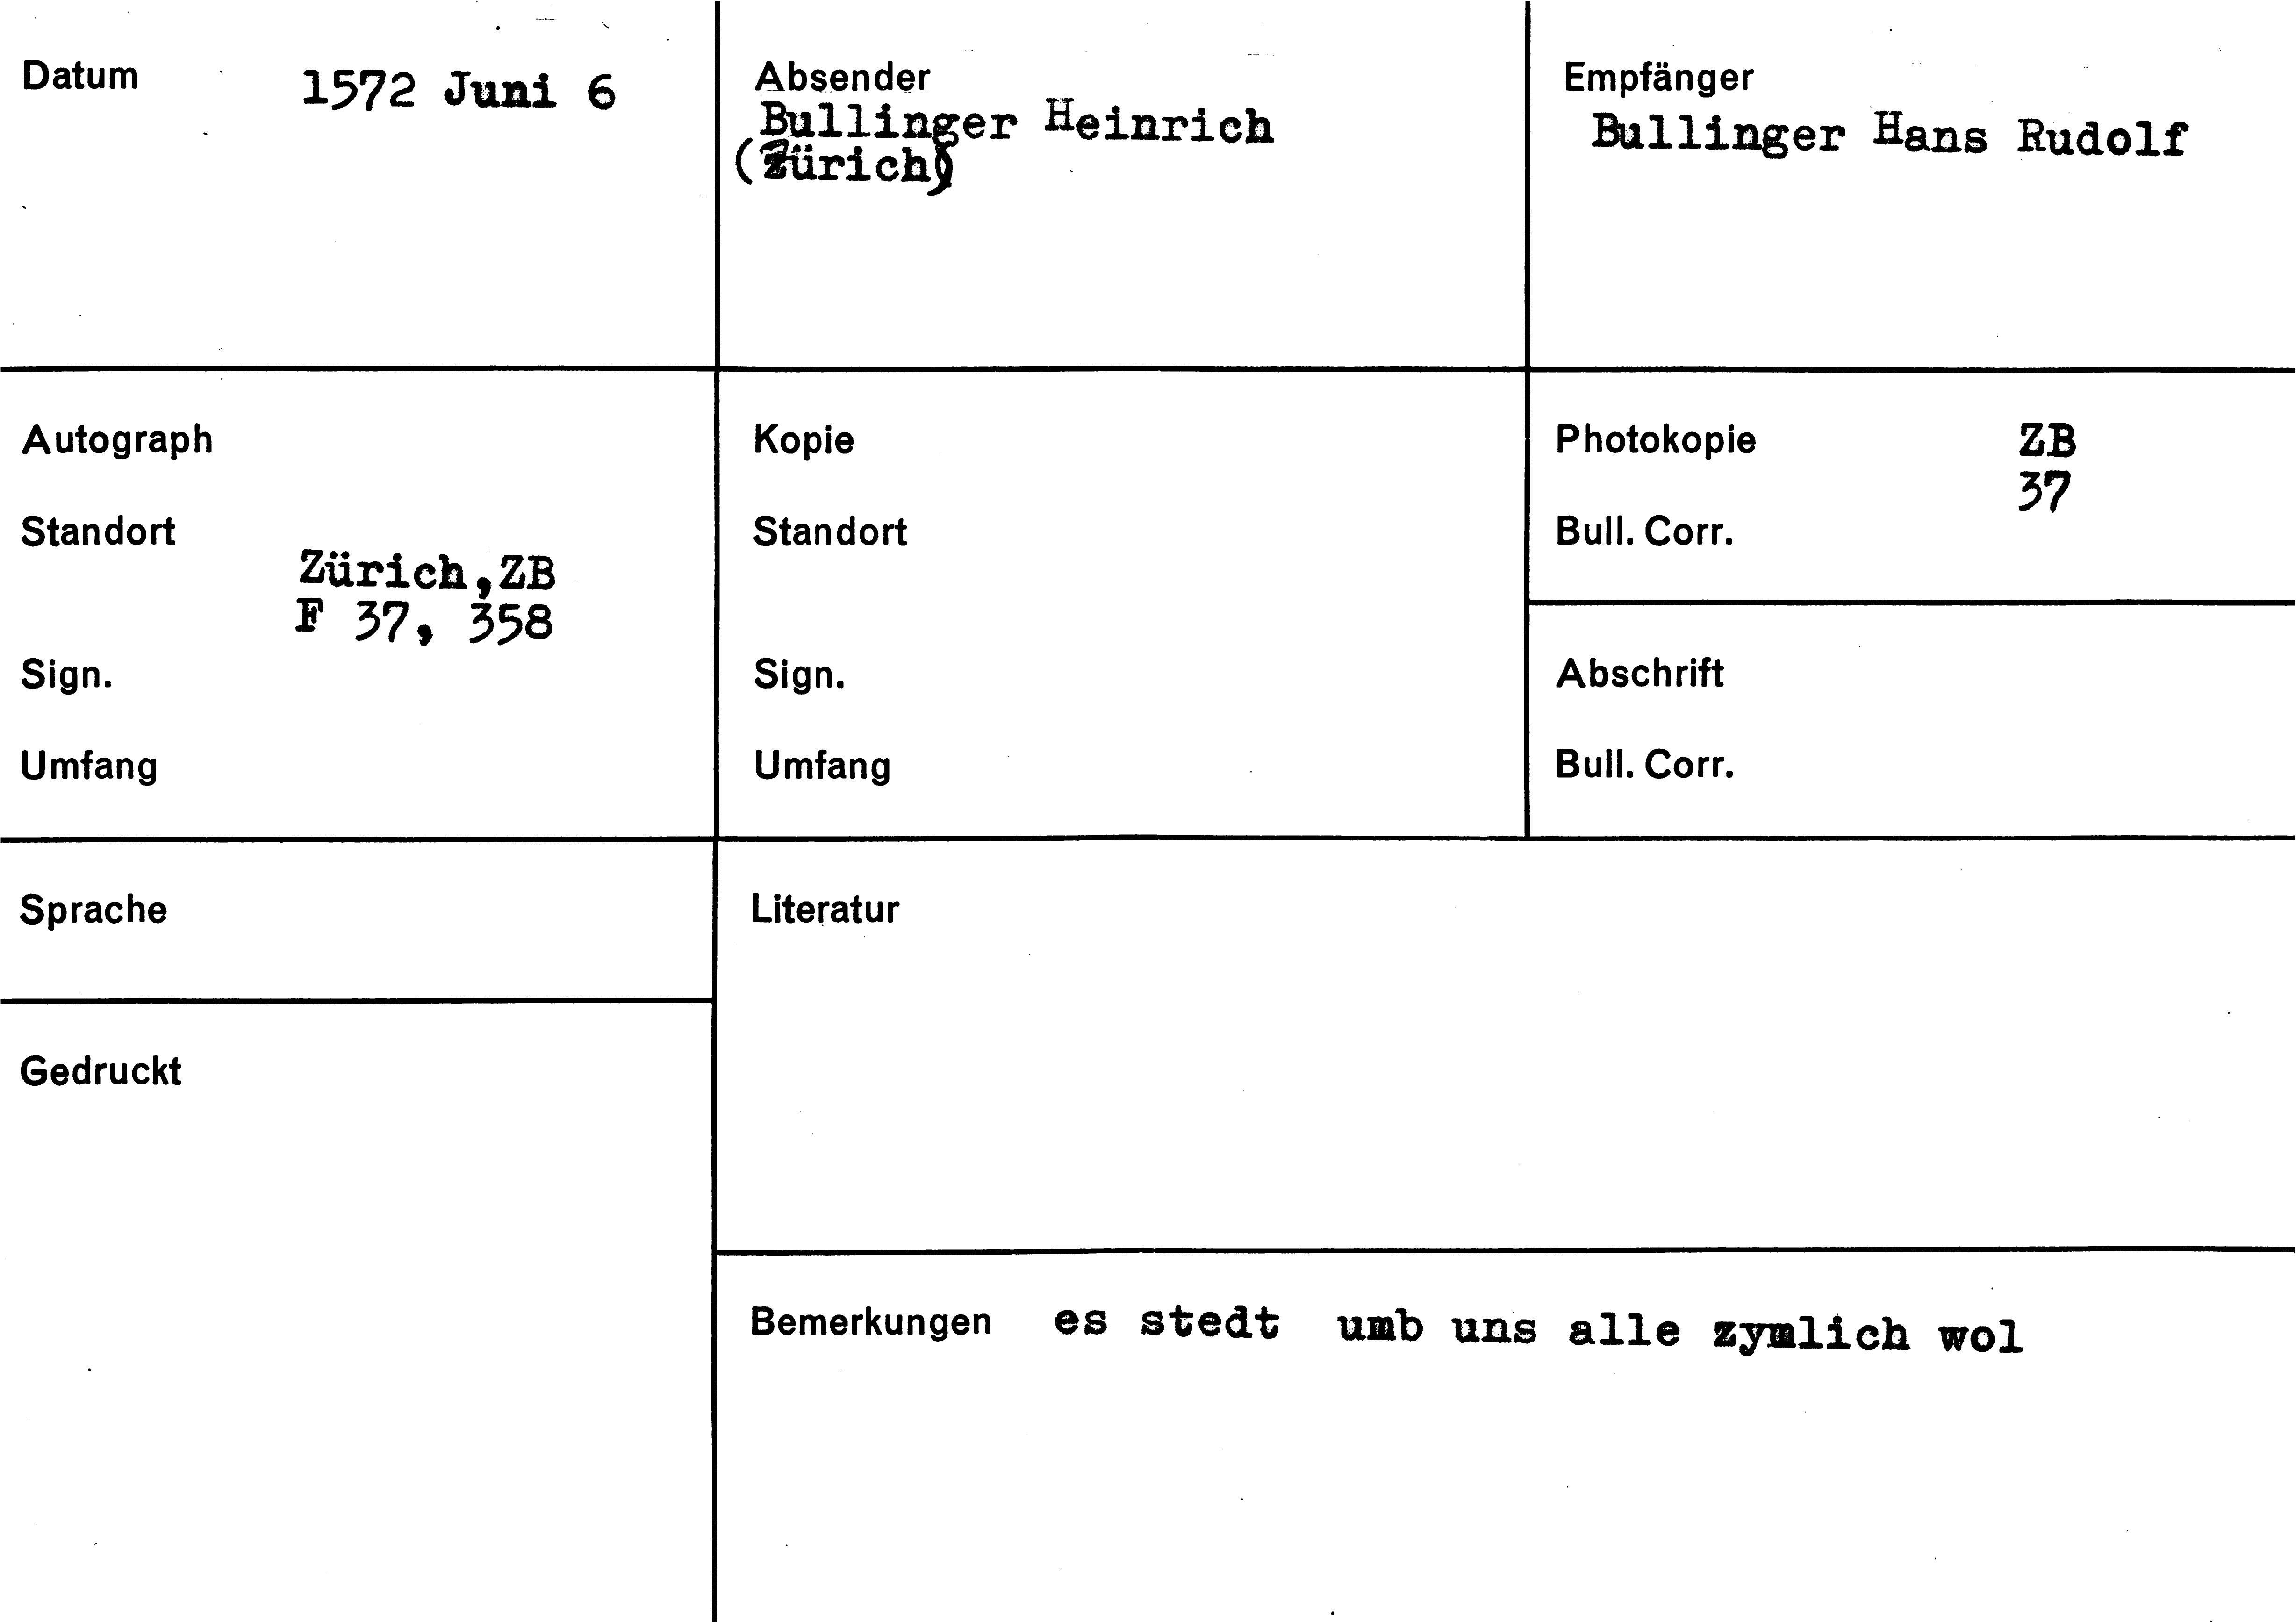 Datum 1572 Juni 6
Absender
Bullinger Heinrich
(Zürich)
Empfänger
Bullinger Hans Rudolf
Autograph
Standort
Zürich, ZB
F 37, 358
Sign.
Umfang
Kopie
Standort
Sign.
Umfang
Photokopie ZB
37
Bull. Corr.
Abschrift
Bull. Corr.
Sprache
Gedruckt
Literatur
Bemerkungen es stedt umb uns alle zymlich wol